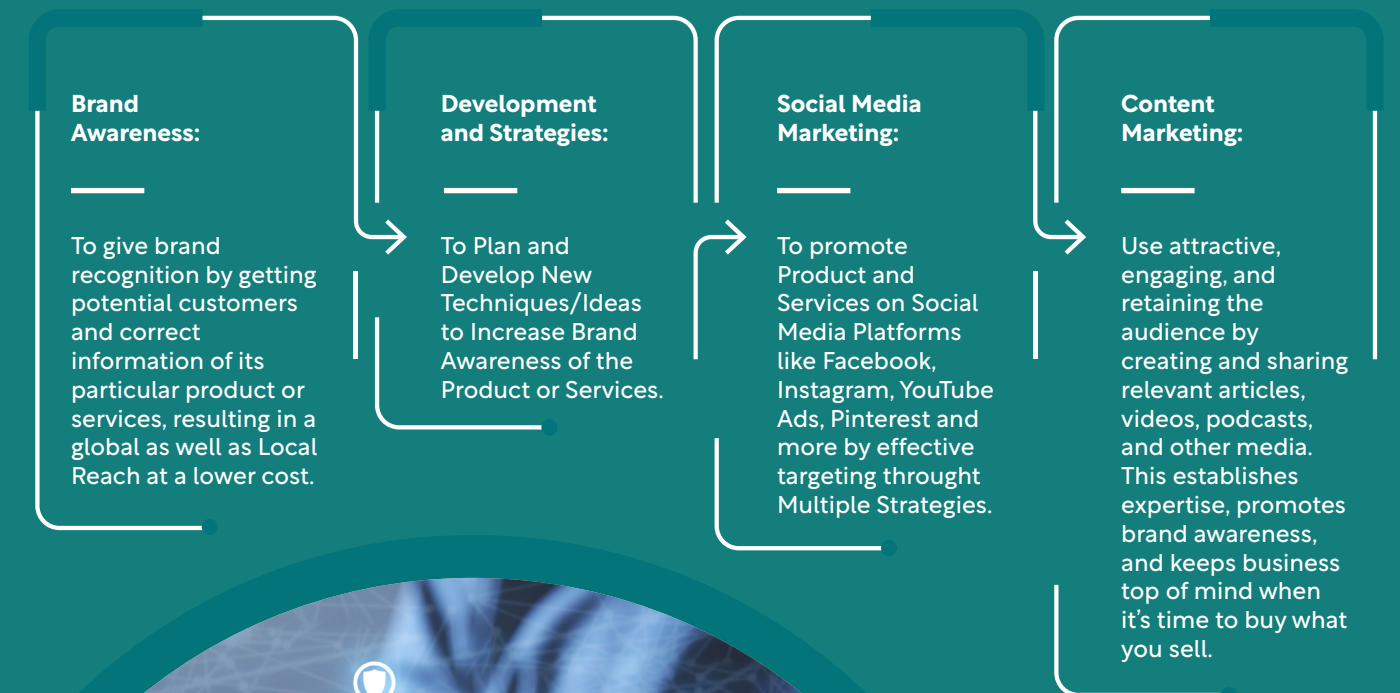 Brand
Awareness:
To give brand
recognition by getting
potential customers
and correct
information of its
particular product or
services, resulting in a
global as well as Local
Reach at a lower cost.
Development
and Strategies:
To Plan and
Develop New
Techniques/Ideas
to Increase Brand
Awareness of the
Product or Services.
Social Media
Marketing:
To promote
Product and
Services on Social
Media Platforms
like Facebook,
Instagram, YouTube
Ads, Pinterest and
more by effective
targeting throught
Multiple Strategies.
Content
Marketing:
Use attractive,
engaging, and
retaining the
audience by
creating and sharing
relevant articles,
videos, podcasts,
and other media.
This establishes
expertise, promotes
brand awareness,
and keeps business
top of mind when
it’s time to buy what
you sell.